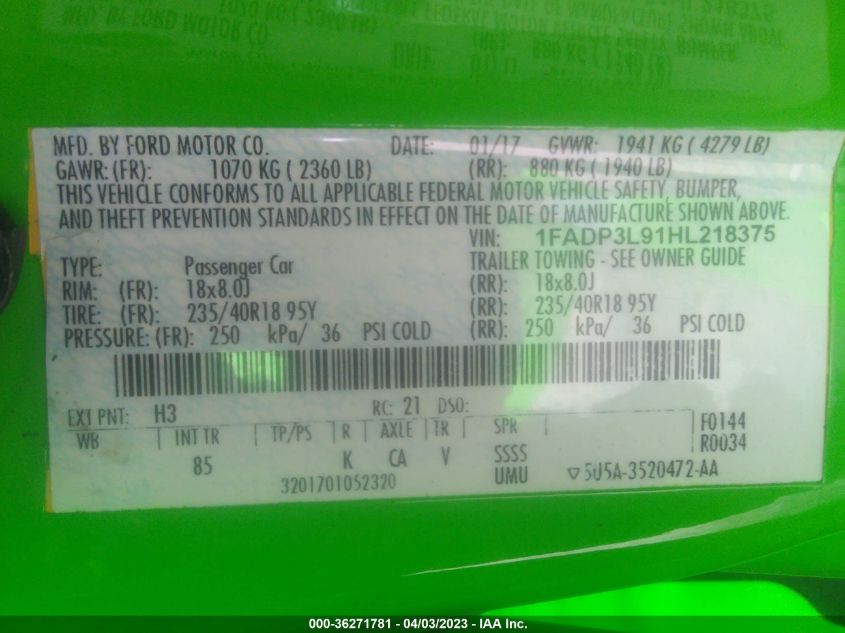 MFD. BY FORD MOTOR CO. DATE: 01/17 GVWR: 1941 KG ( 4279 LB)
GAWR: (FR): 1070 KG ( 2360 LB) (RR): 880 KG ( 1940 LB)
THIS VEHICLE CONFORMS TO ALL APPLICABLE FEDERAL MOTOR VEHICLE SAFETY, BUMPER,
AND THEFT PREVENTION STANDARDS IN EFFECT ON THE DATE OF MANUFACTURE SHOWN ABOVE.
VIN: 1FADP3L91HL218375
TYPE: Passenger Car TRAILER TOWING - SEE OWNER GUIDE
RIM: (FR): 18x8.0J (RR): 18x8.0J
TIRE: (FR): 235/40R18 95Y (RR): 235/40R18 95Y
PRESSURE: (FR): 250 kPa/ 36 PSI COLD (RR): 250 kPa/ 36 PSI COLD
EXT PNT: H3 RC: 21 DSO:
WB INT TR TP/PS R AXLE TR SPR F0144
R0034
85 K CA V SSSS
3201701052320 UMU ▽ 5U5A-3520472-AA
000-36271781 - 04/03/2023 - IAA Inc.